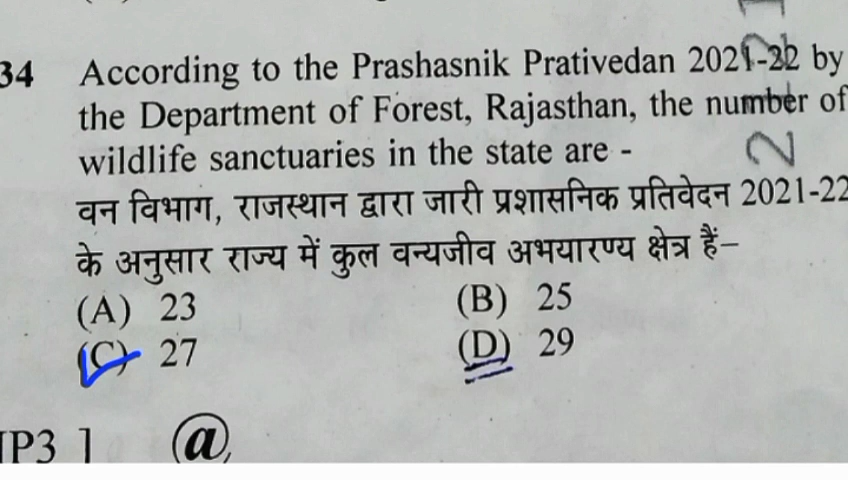 34 According to the Prashasnik Prativedan 2021-22 by
the Department of Forest, Rajasthan, the number of
wildlife sanctuaries in the state are -
वन विभाग, राजस्थान द्वारा जारी प्रशासनिक प्रतिवेदन 2021-22
के अनुसार राज्य में कुल वन्यजीव अभयारण्य क्षेत्र हैं–
(A) 23 (B) 25
(C) 27 (D) 29
P3 ] @